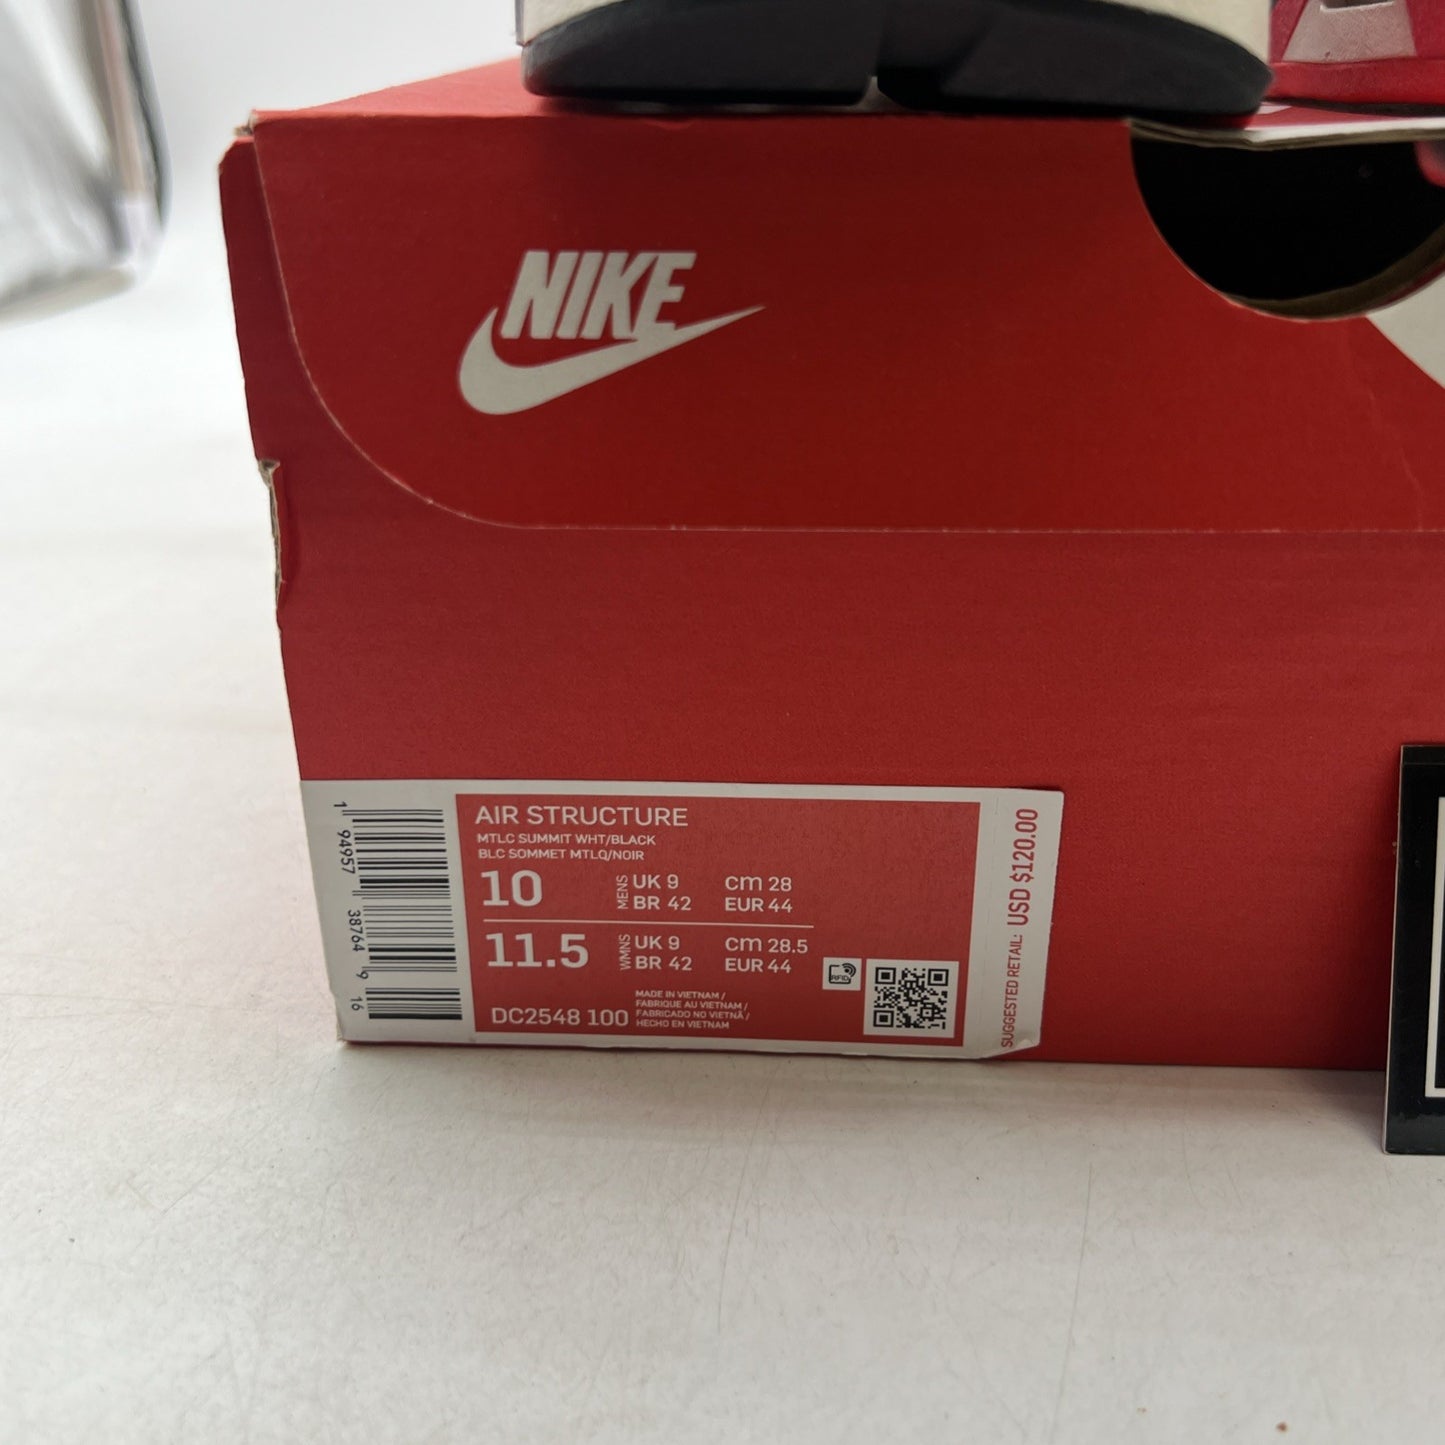 NIKE
AIR STRUCTURE
MTLC SUMMIT WHT/BLACK
BLC SOMMET MTLQ/NOIR
10 MENS UK 9 CM 28
BR 42 EUR 44
11.5 WMNS UK 9 CM 28.5
BR 42 EUR 44
RFID
DC2548 100
MADE IN VIETNAM /
FABRIQUE AU VIETNAM /
FABRICADO NO VIETNÃ /
HECHO EN VIETNAM
1 94957 38764 9 16
SUGGESTED RETAIL: USD $120.00